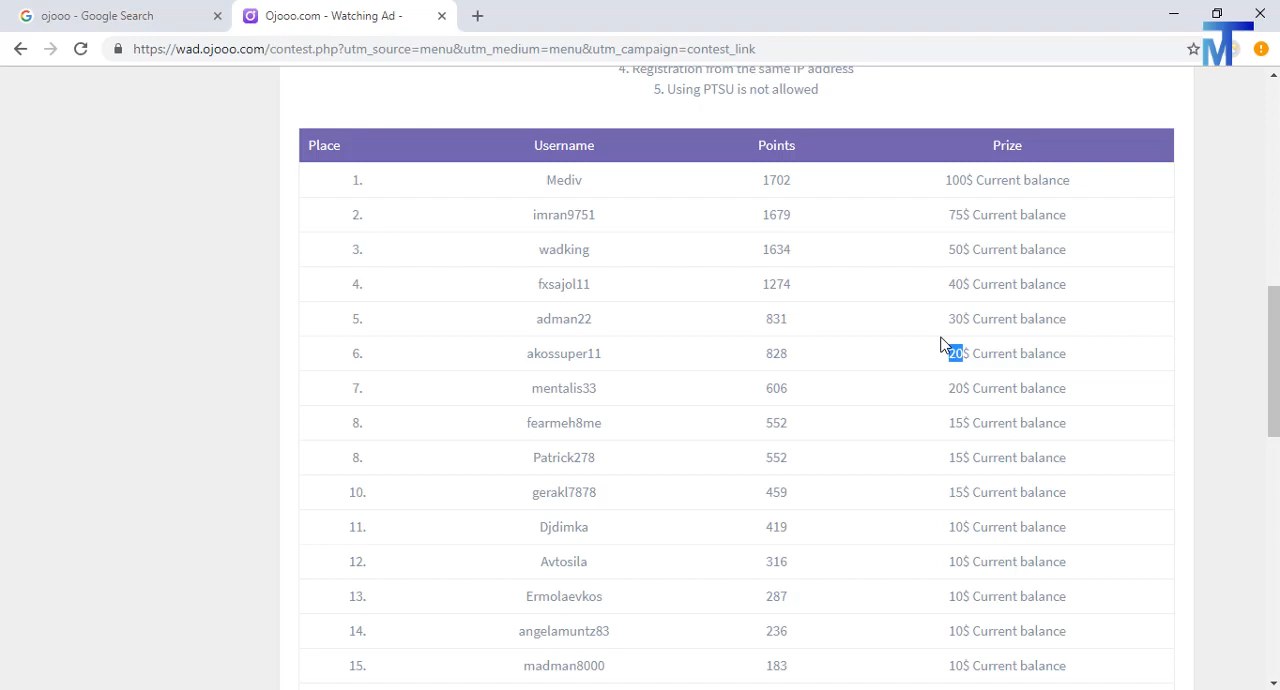 ojooo - Google Search
Ojooo.com - Watching Ad -
https://wad.ojooo.com/contest.php?utm_source=menu&utm_medium=menu&utm_campaign=contest_link
MT
4. Registration from the same IP address
5. Using PTSU is not allowed
Place Username Points Prize
1. Mediv 1702 100$ Current balance
2. imran9751 1679 75$ Current balance
3. wadking 1634 50$ Current balance
4. fxsajol11 1274 40$ Current balance
5. adman22 831 30$ Current balance
6. akossuper11 828 20$ Current balance
7. mentalis33 606 20$ Current balance
8. fearmeh8me 552 15$ Current balance
8. Patrick278 552 15$ Current balance
10. gerakl7878 459 15$ Current balance
11. Djdimka 419 10$ Current balance
12. Avtosila 316 10$ Current balance
13. Ermolaevkos 287 10$ Current balance
14. angelamuntz83 236 10$ Current balance
15. madman8000 183 10$ Current balance